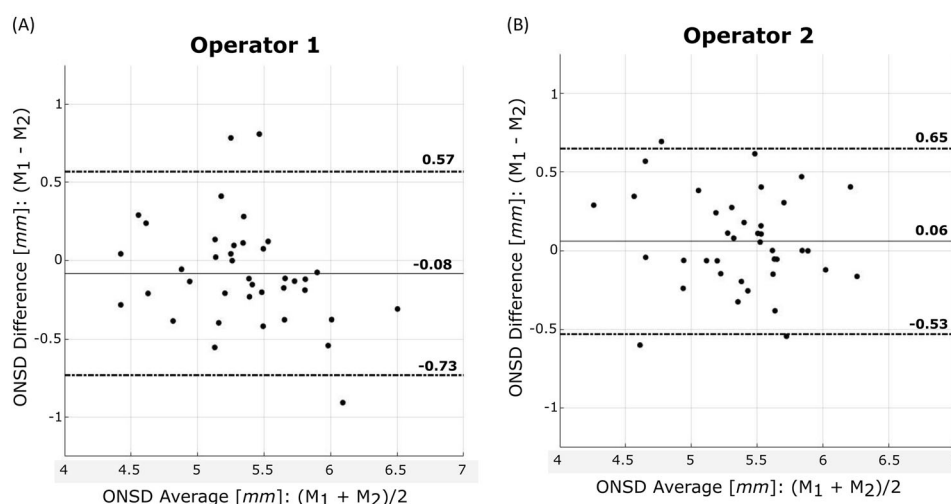 (A)
Operator 1
ONSD Difference [mm]: (M1 - M2)
1
0.5
0
-0.5
-1
0.57
-0.08
-0.73
4 4.5 5 5.5 6 6.5 7
ONSD Average [mm]: (M1 + M2)/2
(B)
Operator 2
ONSD Difference [mm]: (M1 - M2)
1
0.5
0
-0.5
-1
0.65
0.06
-0.53
4 4.5 5 5.5 6 6.5
ONSD Average [mm]: (M1 + M2)/2